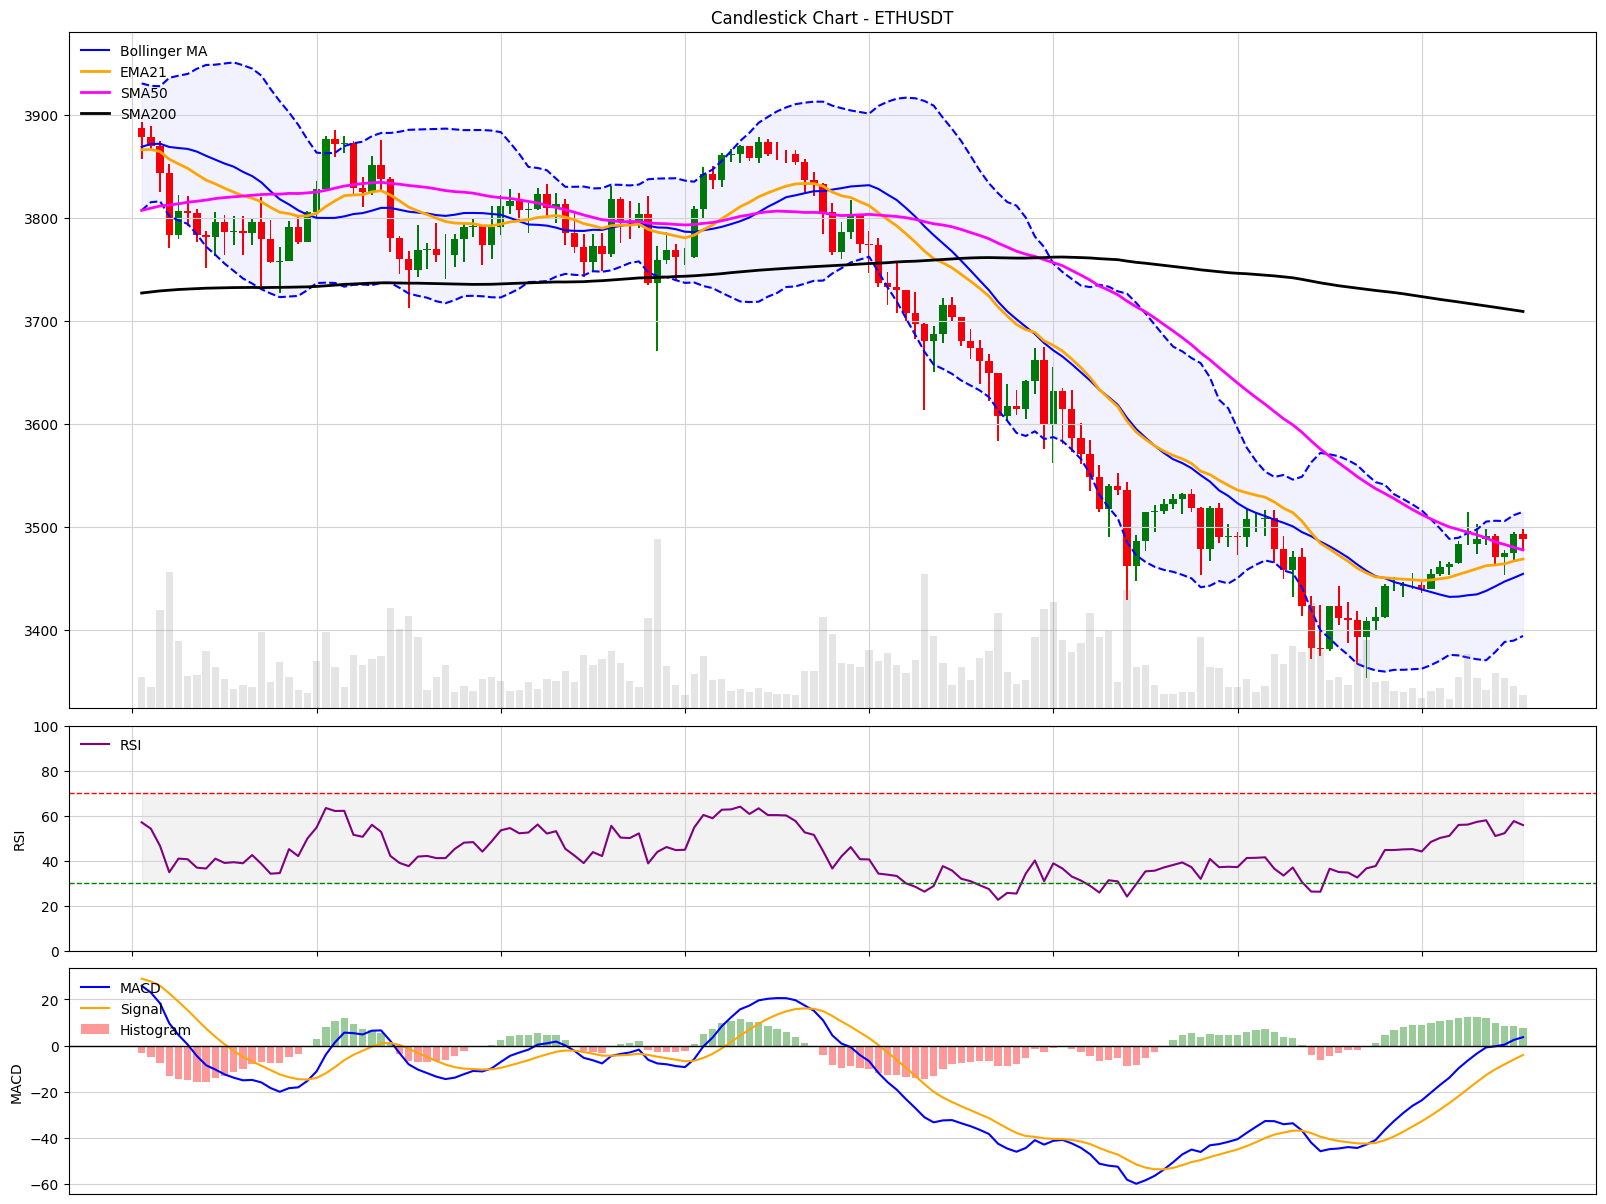 Candlestick Chart - ETHUSDT
Bollinger MA
EMA21
SMA50
SMA200
3900
3800
3700
3600
3500
3400
RSI
100
80
60
40
20
0
RSI
MACD
Signal
Histogram
20
0
−20
−40
−60
MACD